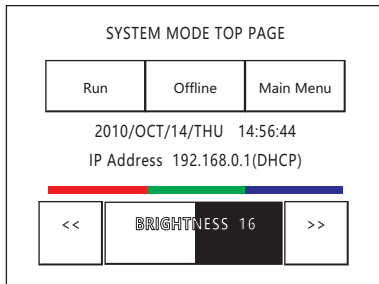 SYSTEM MODE TOP PAGE
Run Offline Main Menu
2010/OCT/14/THU 14:56:44
IP Address 192.168.0.1(DHCP)
<< BRIGHTNESS 16 >>